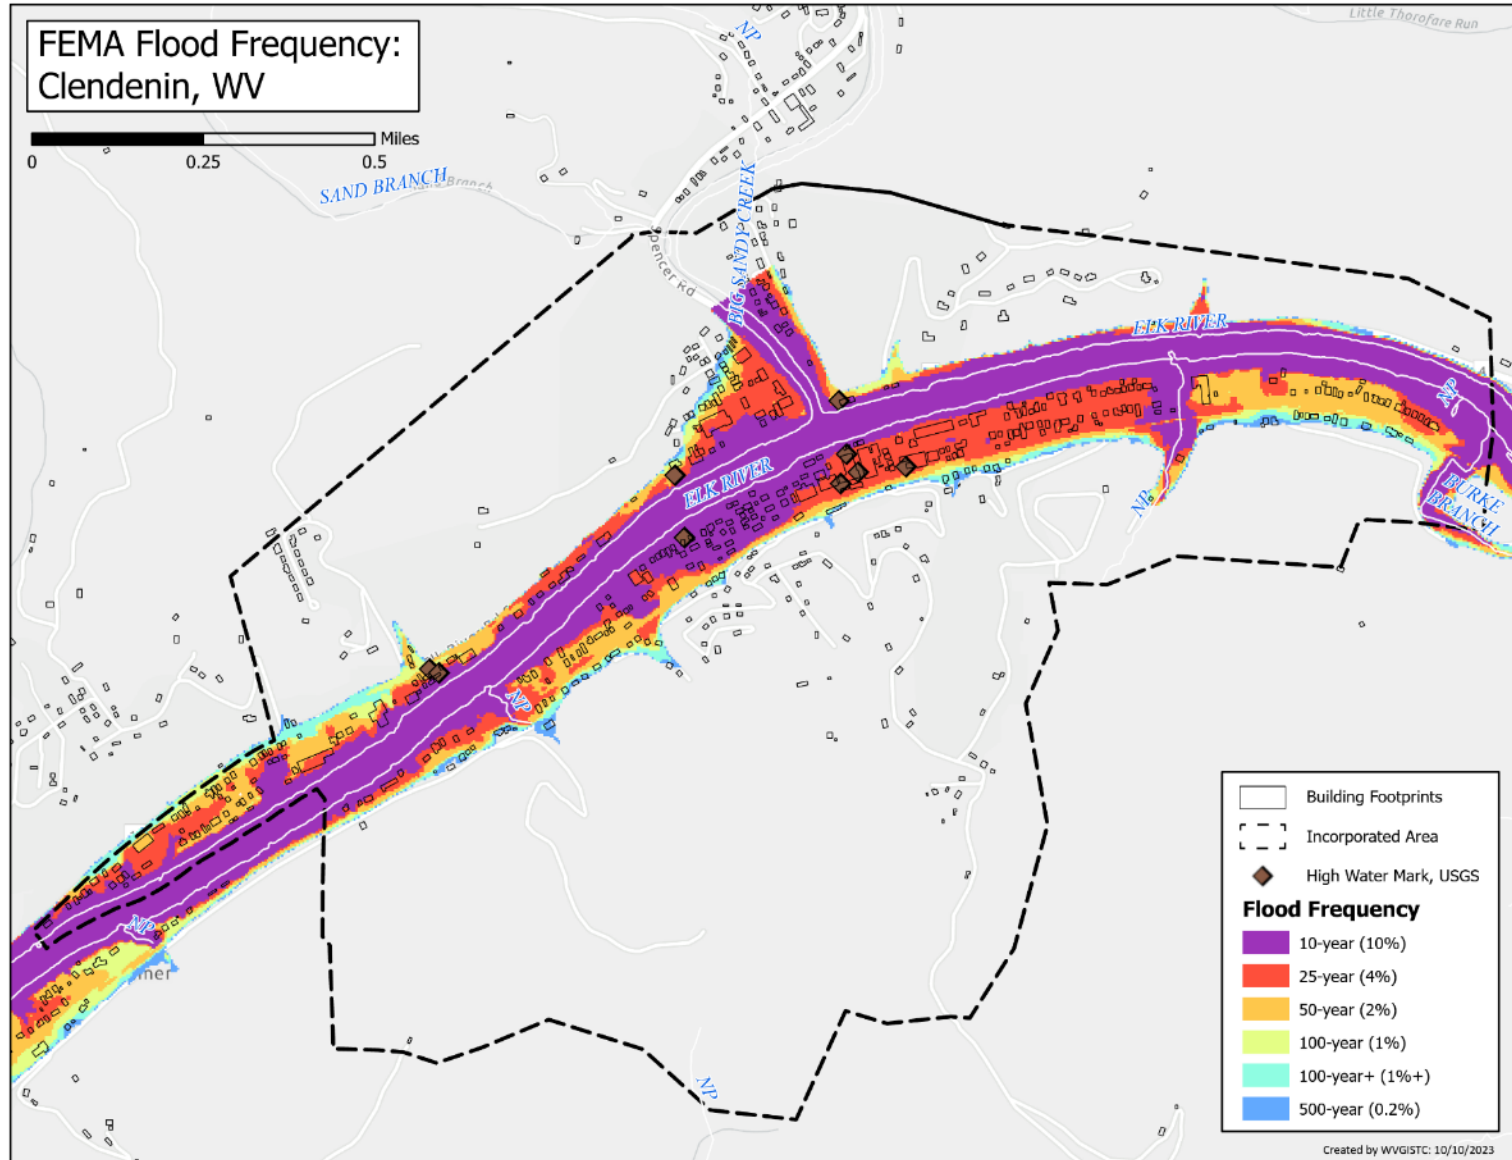 FEMA Flood Frequency:
Clendenin, WV
Miles
0 0.25 0.5
Little Thorofare Run
NP
SAND BRANCH
Branch
BIG SANDY CREEK
Spencer Rd
ELK RIVER
ELK RIVER
NP
NP
BURKE
BRANCH
NP
NP
mer
NP
Building Footprints
Incorporated Area
High Water Mark, USGS
Flood Frequency
10-year (10%)
25-year (4%)
50-year (2%)
100-year (1%)
100-year+ (1%+)
500-year (0.2%)
Created by WVGISTC: 10/10/2023